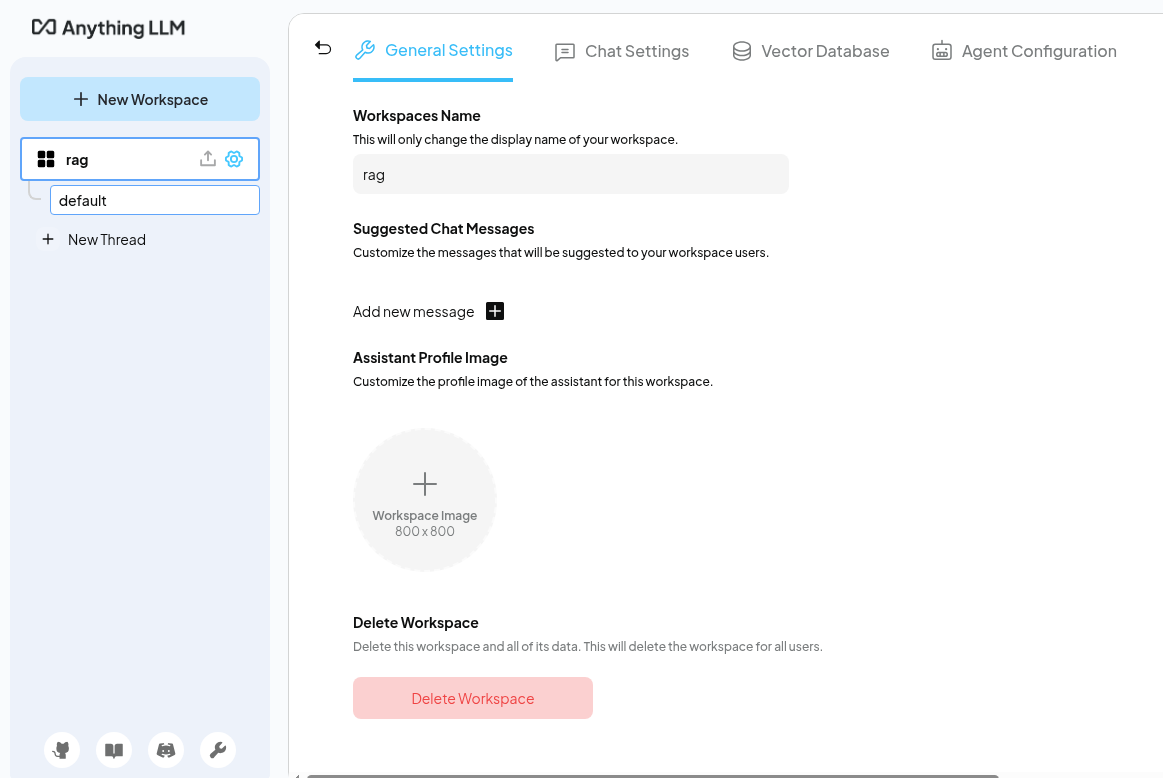 Anything LLM
New Workspace
rag
default
New Thread
General Settings
Chat Settings
Vector Database
Agent Configuration
Workspaces Name
This will only change the display name of your workspace.
rag
Suggested Chat Messages
Customize the messages that will be suggested to your workspace users.
Add new message
Assistant Profile Image
Customize the profile image of the assistant for this workspace.
Workspace Image
800 x 800
Delete Workspace
Delete this workspace and all of its data. This will delete the workspace for all users.
Delete Workspace